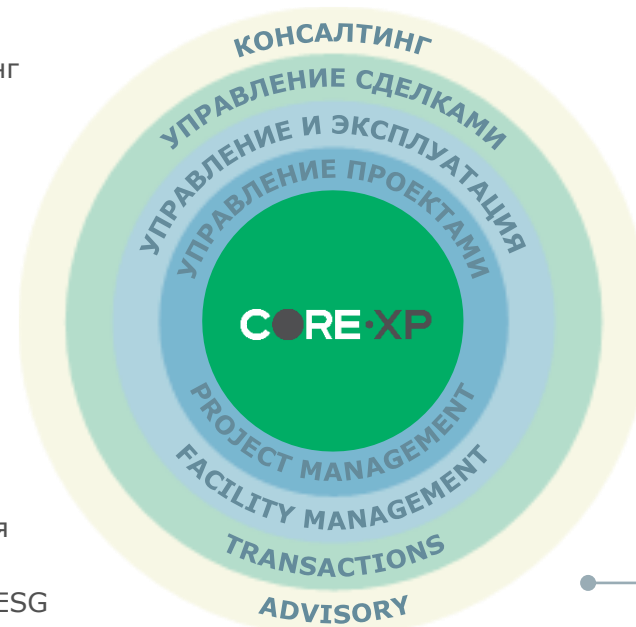 КОНСАЛТИНГ
УПРАВЛЕНИЕ СДЕЛКАМИ
УПРАВЛЕНИЕ И ЭКСПЛУАТАЦИЯ
УПРАВЛЕНИЕ ПРОЕКТАМИ
CORE·XP
PROJECT MANAGEMENT
FACILITY MANAGEMENT
TRANSACTIONS
ESG
ADVISORY